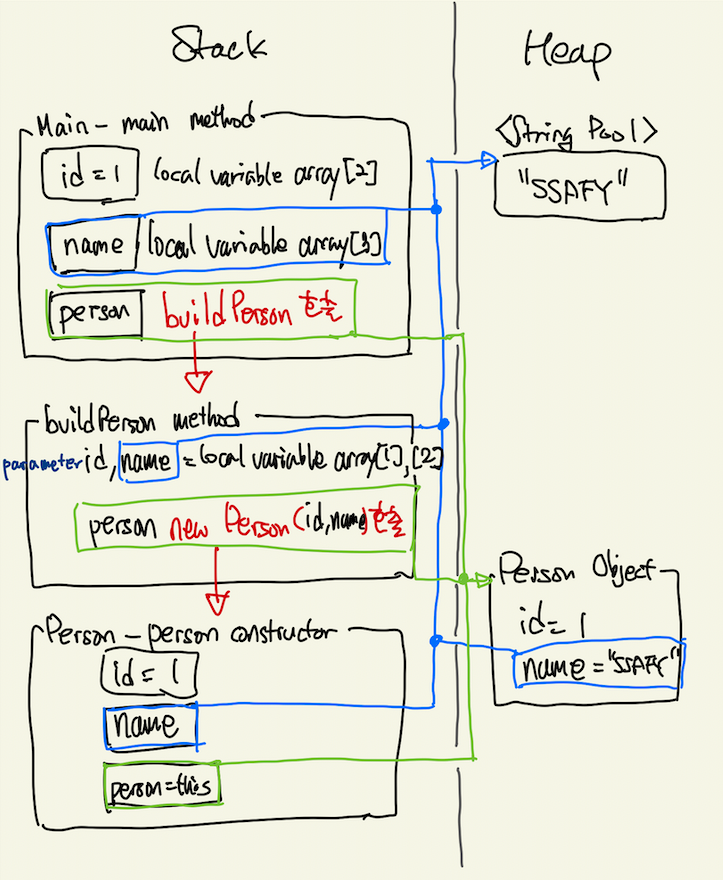 Stack
Heap
Main - main method
id = 1 local variable array[2]
name local variable array[3]
person buildPerson 호출
<String Pool>
"SSAFY"
buildPerson method
parameter id, name = local variable array[1], [2]
person new Person(id,name) 호출
Person Object
id = 1
name = "SSAFY"
Person - person constructor
id = 1
name
person=this